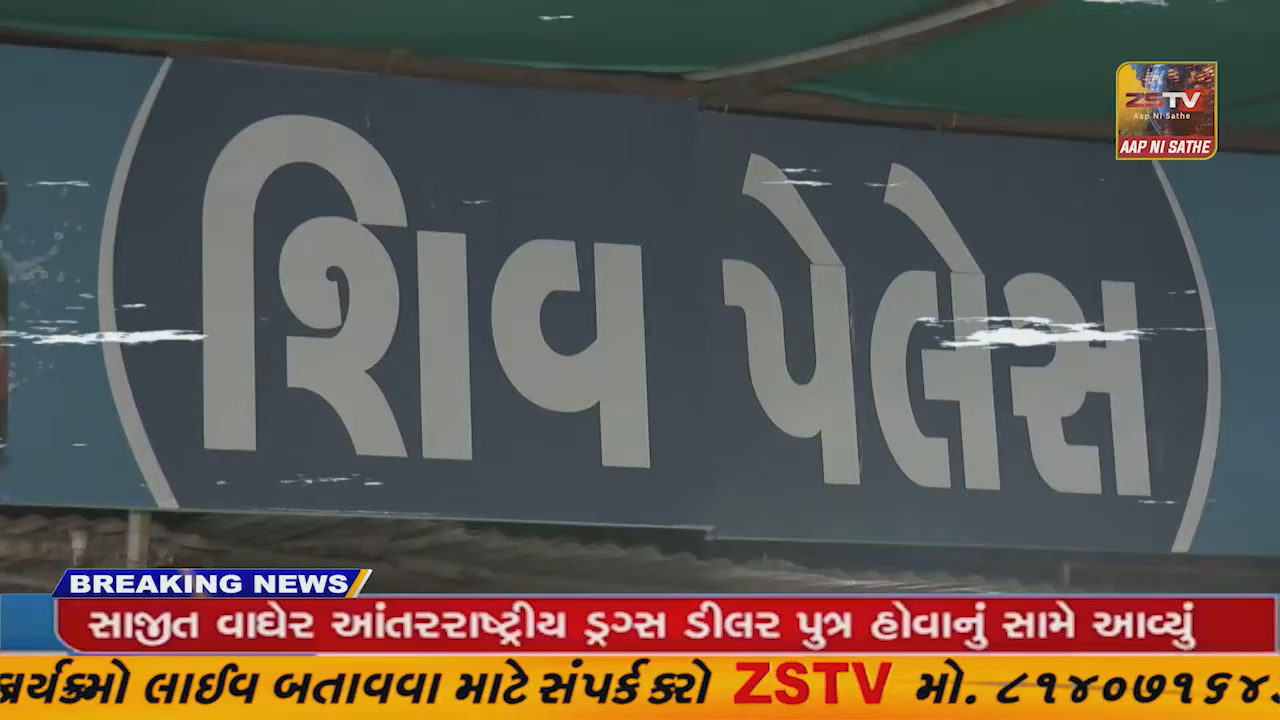 ZSTV
Aap Ni Sathe
AAP NI SATHE
શિવ પેલેસ
BREAKING NEWS
સાજીત વાઘેર આંતરરાષ્ટ્રીય ડ્રગ્સ ડીલર પુત્ર હોવાનું સામે આવ્યું
લાઈવ બતાવવા માટે સંપર્ક કરો ZSTV મો. ૮૧૪૦૭૧૬૪